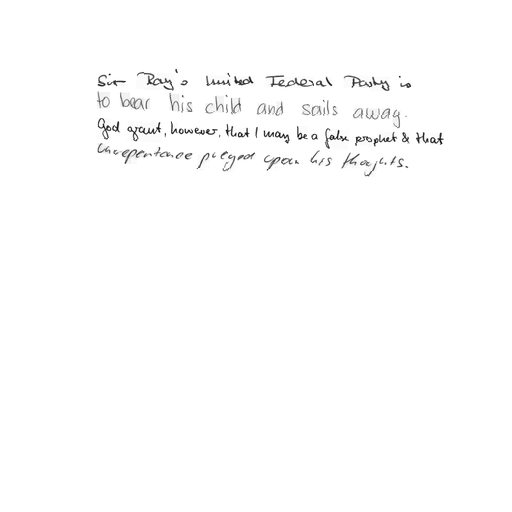 Sir Roy's United Federal Party is
to bear his child and sails away.
God grant, however, that I may be a false prophet & that
Unrepentance preyed upon his thoughts.